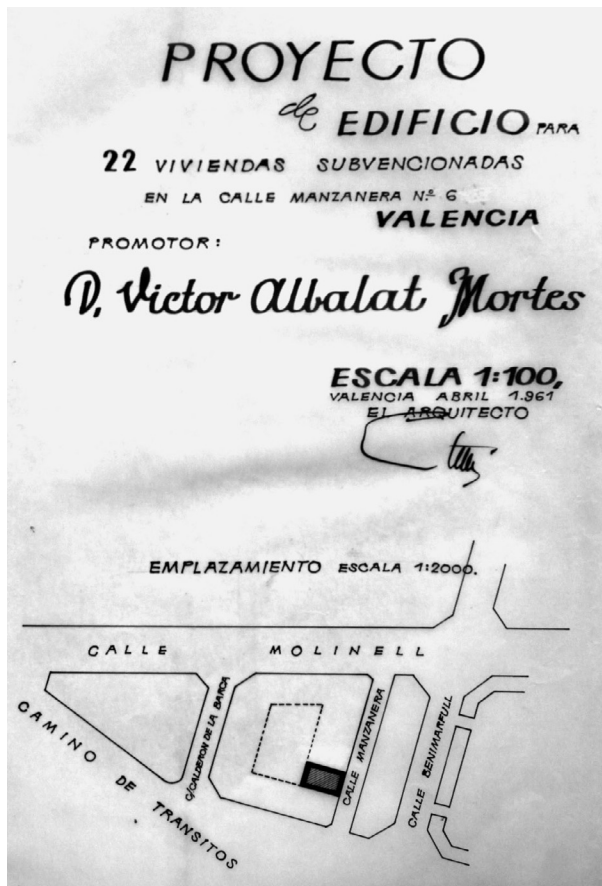 PROYECTO
de EDIFICIO PARA
22 VIVIENDAS SUBVENCIONADAS
EN LA CALLE MANZANERA N.º 6
VALENCIA
PROMOTOR:
D. Victor Albalat Mortes
ESCALA 1:100,
VALENCIA ABRIL 1.961
EL ARQUITECTO
EMPLAZAMIENTO ESCALA 1:2000.
CALLE MOLINELL
CAMINO DE TRANSITOS
C/CALDERON DE LA BARCA
CALLE MANZANERA
CALLE BENIMARFULL